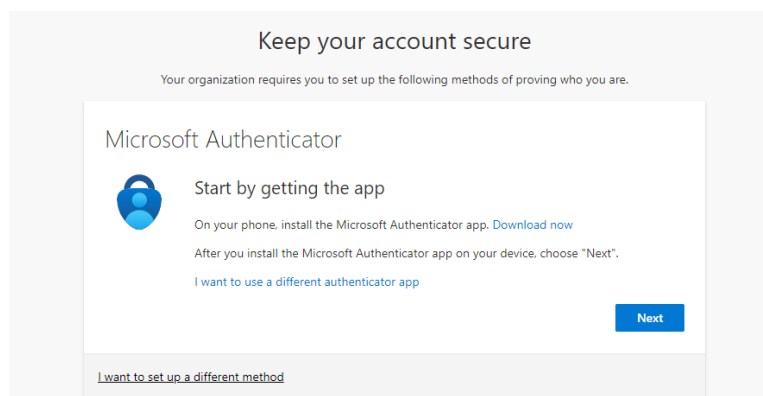 Keep your account secure
Your organization requires you to set up the following methods of proving who you are.
Microsoft Authenticator
Start by getting the app
On your phone, install the Microsoft Authenticator app. Download now
After you install the Microsoft Authenticator app on your device, choose "Next".
I want to use a different authenticator app
Next
I want to set up a different method